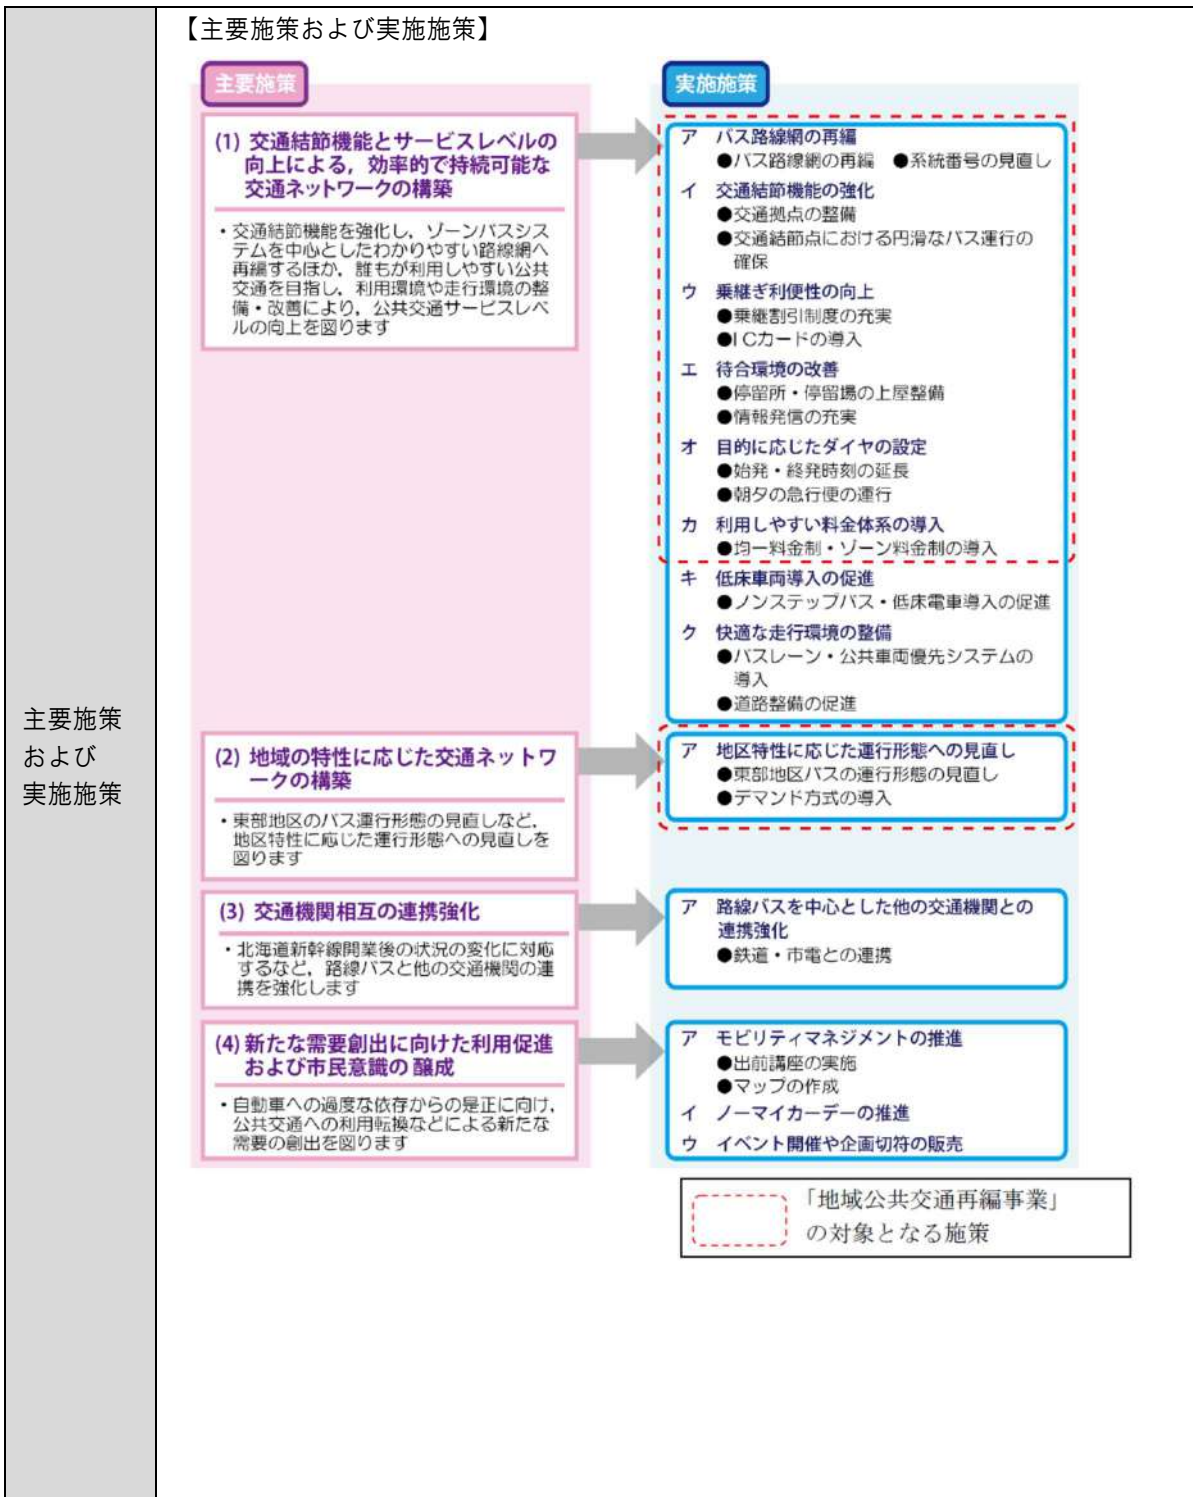 【主要施策および実施施策】
主要施策
実施施策
(1) 交通結節機能とサービスレベルの
向上による，効率的で持続可能な
交通ネットワークの構築
・交通結節機能を強化し，ゾーンバスシス
テムを中心としたわかりやすい路線網へ
再編するほか，誰もが利用しやすい公共
交通を目指し，利用環境や走行環境の整
備・改善により，公共交通サービスレベ
ルの向上を図ります
ア バス路線網の再編
●バス路線網の再編 ●系統番号の見直し
イ 交通結節機能の強化
●交通拠点の整備
●交通結節点における円滑なバス運行の
確保
ウ 乗継ぎ利便性の向上
●乗継割引制度の充実
●ICカードの導入
エ 待合環境の改善
●停留所・停留場の上屋整備
●情報発信の充実
オ 目的に応じたダイヤの設定
●始発・終発時刻の延長
●朝夕の急行便の運行
カ 利用しやすい料金体系の導入
●均一料金制・ゾーン料金制の導入
キ 低床車両導入の促進
●ノンステップバス・低床電車導入の促進
ク 快適な走行環境の整備
●バスレーン・公共車両優先システムの
導入
●道路整備の促進
主要施策
および
実施施策
(2) 地域の特性に応じた交通ネットワ
ークの構築
・東部地区のバス運行形態の見直しなど，
地区特性に応じた運行形態への見直しを
図ります
ア 地区特性に応じた運行形態への見直し
●東部地区バスの運行形態の見直し
●デマンド方式の導入
(3) 交通機関相互の連携強化
・北海道新幹線開業後の状況の変化に対応
するなど，路線バスと他の交通機関の連
携を強化します
ア 路線バスを中心とした他の交通機関との
連携強化
●鉄道・市電との連携
(4) 新たな需要創出に向けた利用促進
および市民意識の 醸成
・自動車への過度な依存からの是正に向け，
公共交通への利用転換などによる新たな
需要の創出を図ります
ア モビリティマネジメントの推進
●出前講座の実施
●マップの作成
イ ノーマイカーデーの推進
ウ イベント開催や企画切符の販売
「地域公共交通再編事業」
の対象となる施策